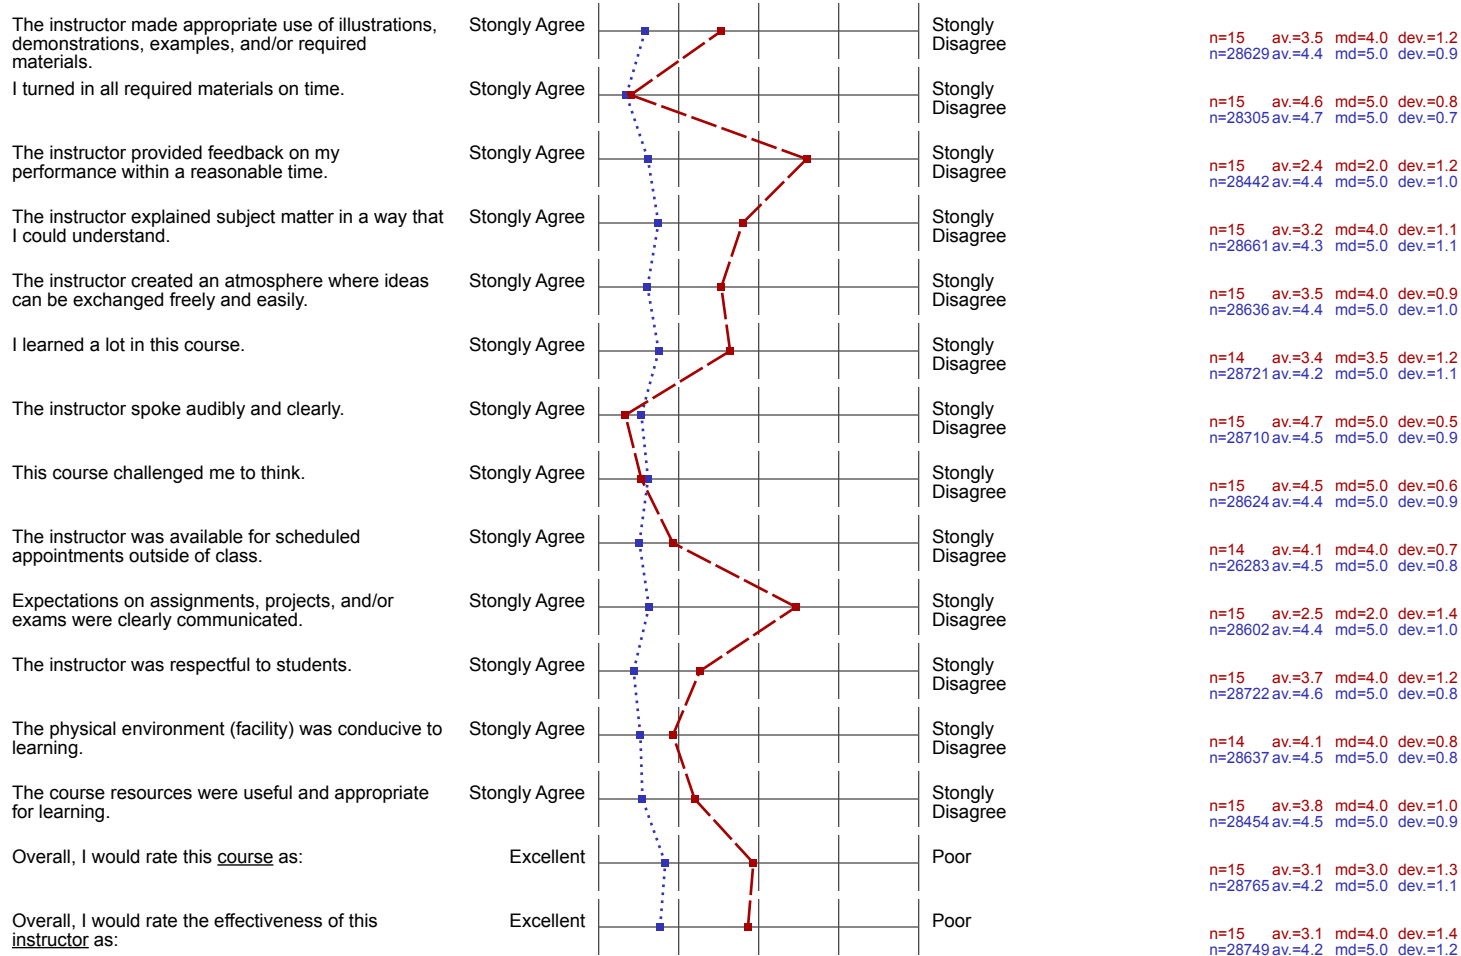 The instructor made appropriate use of illustrations,
demonstrations, examples, and/or required
materials.
Stongly Agree
Stongly
Disagree
n=15 av.=3.5 md=4.0 dev.=1.2
n=28629 av.=4.4 md=5.0 dev.=0.9
I turned in all required materials on time.
Stongly Agree
Stongly
Disagree
n=15 av.=4.6 md=5.0 dev.=0.8
n=28305 av.=4.7 md=5.0 dev.=0.7
The instructor provided feedback on my
performance within a reasonable time.
Stongly Agree
Stongly
Disagree
n=15 av.=2.4 md=2.0 dev.=1.2
n=28442 av.=4.4 md=5.0 dev.=1.0
The instructor explained subject matter in a way that
I could understand.
Stongly Agree
Stongly
Disagree
n=15 av.=3.2 md=4.0 dev.=1.1
n=28661 av.=4.3 md=5.0 dev.=1.1
The instructor created an atmosphere where ideas
can be exchanged freely and easily.
Stongly Agree
Stongly
Disagree
n=15 av.=3.5 md=4.0 dev.=0.9
n=28636 av.=4.4 md=5.0 dev.=1.0
I learned a lot in this course.
Stongly Agree
Stongly
Disagree
n=14 av.=3.4 md=3.5 dev.=1.2
n=28721 av.=4.2 md=5.0 dev.=1.1
The instructor spoke audibly and clearly.
Stongly Agree
Stongly
Disagree
n=15 av.=4.7 md=5.0 dev.=0.5
n=28710 av.=4.5 md=5.0 dev.=0.9
This course challenged me to think.
Stongly Agree
Stongly
Disagree
n=15 av.=4.5 md=5.0 dev.=0.6
n=28624 av.=4.4 md=5.0 dev.=0.9
The instructor was available for scheduled
appointments outside of class.
Stongly Agree
Stongly
Disagree
n=14 av.=4.1 md=4.0 dev.=0.7
n=26283 av.=4.5 md=5.0 dev.=0.8
Expectations on assignments, projects, and/or
exams were clearly communicated.
Stongly Agree
Stongly
Disagree
n=15 av.=2.5 md=2.0 dev.=1.4
n=28602 av.=4.4 md=5.0 dev.=1.0
The instructor was respectful to students.
Stongly Agree
Stongly
Disagree
n=15 av.=3.7 md=4.0 dev.=1.2
n=28722 av.=4.6 md=5.0 dev.=0.8
The physical environment (facility) was conducive to
learning.
Stongly Agree
Stongly
Disagree
n=14 av.=4.1 md=4.0 dev.=0.8
n=28637 av.=4.5 md=5.0 dev.=0.8
The course resources were useful and appropriate
for learning.
Stongly Agree
Stongly
Disagree
n=15 av.=3.8 md=4.0 dev.=1.0
n=28454 av.=4.5 md=5.0 dev.=0.9
Overall, I would rate this course as:
Excellent
Poor
n=15 av.=3.1 md=3.0 dev.=1.3
n=28765 av.=4.2 md=5.0 dev.=1.1
Overall, I would rate the effectiveness of this
instructor as:
Excellent
Poor
n=15 av.=3.1 md=4.0 dev.=1.4
n=28749 av.=4.2 md=5.0 dev.=1.2